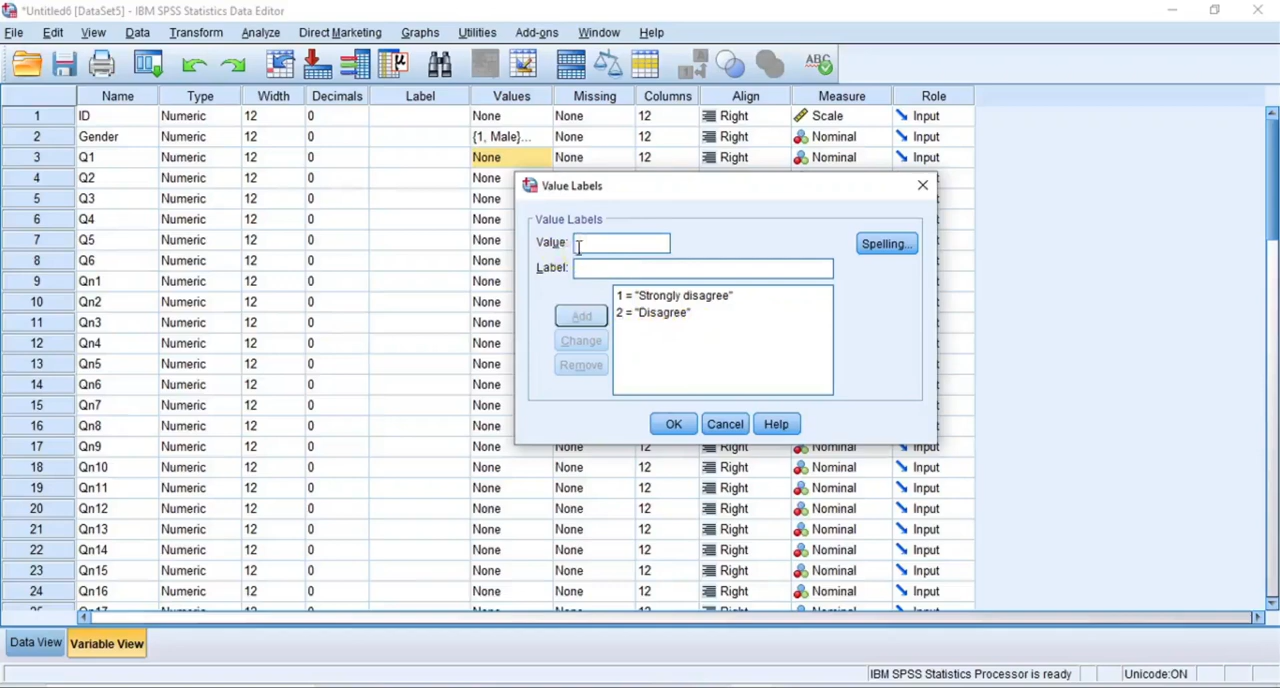 *Untitled6 [DataSet5] - IBM SPSS Statistics Data Editor
File Edit View Data Transform Analyze Direct Marketing Graphs Utilities Add-ons Window Help
Name Type Width Decimals Label Values Missing Columns Align Measure Role
1 ID Numeric 12 0 None None 12 Right Scale Input
2 Gender Numeric 12 0 {1, Male}... None 12 Right Nominal Input
3 Q1 Numeric 12 0 None None 12 Right Nominal Input
4 Q2 Numeric 12 0 None
5 Q3 Numeric 12 0 None
6 Q4 Numeric 12 0 None
7 Q5 Numeric 12 0 None
8 Q6 Numeric 12 0 None
9 Qn1 Numeric 12 0 None
10 Qn2 Numeric 12 0 None
11 Qn3 Numeric 12 0 None
12 Qn4 Numeric 12 0 None
13 Qn5 Numeric 12 0 None
14 Qn6 Numeric 12 0 None
15 Qn7 Numeric 12 0 None
16 Qn8 Numeric 12 0 None
17 Qn9 Numeric 12 0 None None 12 Right Nominal Input
18 Qn10 Numeric 12 0 None None 12 Right Nominal Input
19 Qn11 Numeric 12 0 None None 12 Right Nominal Input
20 Qn12 Numeric 12 0 None None 12 Right Nominal Input
21 Qn13 Numeric 12 0 None None 12 Right Nominal Input
22 Qn14 Numeric 12 0 None None 12 Right Nominal Input
23 Qn15 Numeric 12 0 None None 12 Right Nominal Input
24 Qn16 Numeric 12 0 None None 12 Right Nominal Input
Value Labels
Value Labels
Value:
Spelling...
Label:
1 = "Strongly disagree"
2 = "Disagree"
Add
Change
Remove
OK Cancel Help
Data View Variable View
IBM SPSS Statistics Processor is ready Unicode:ON